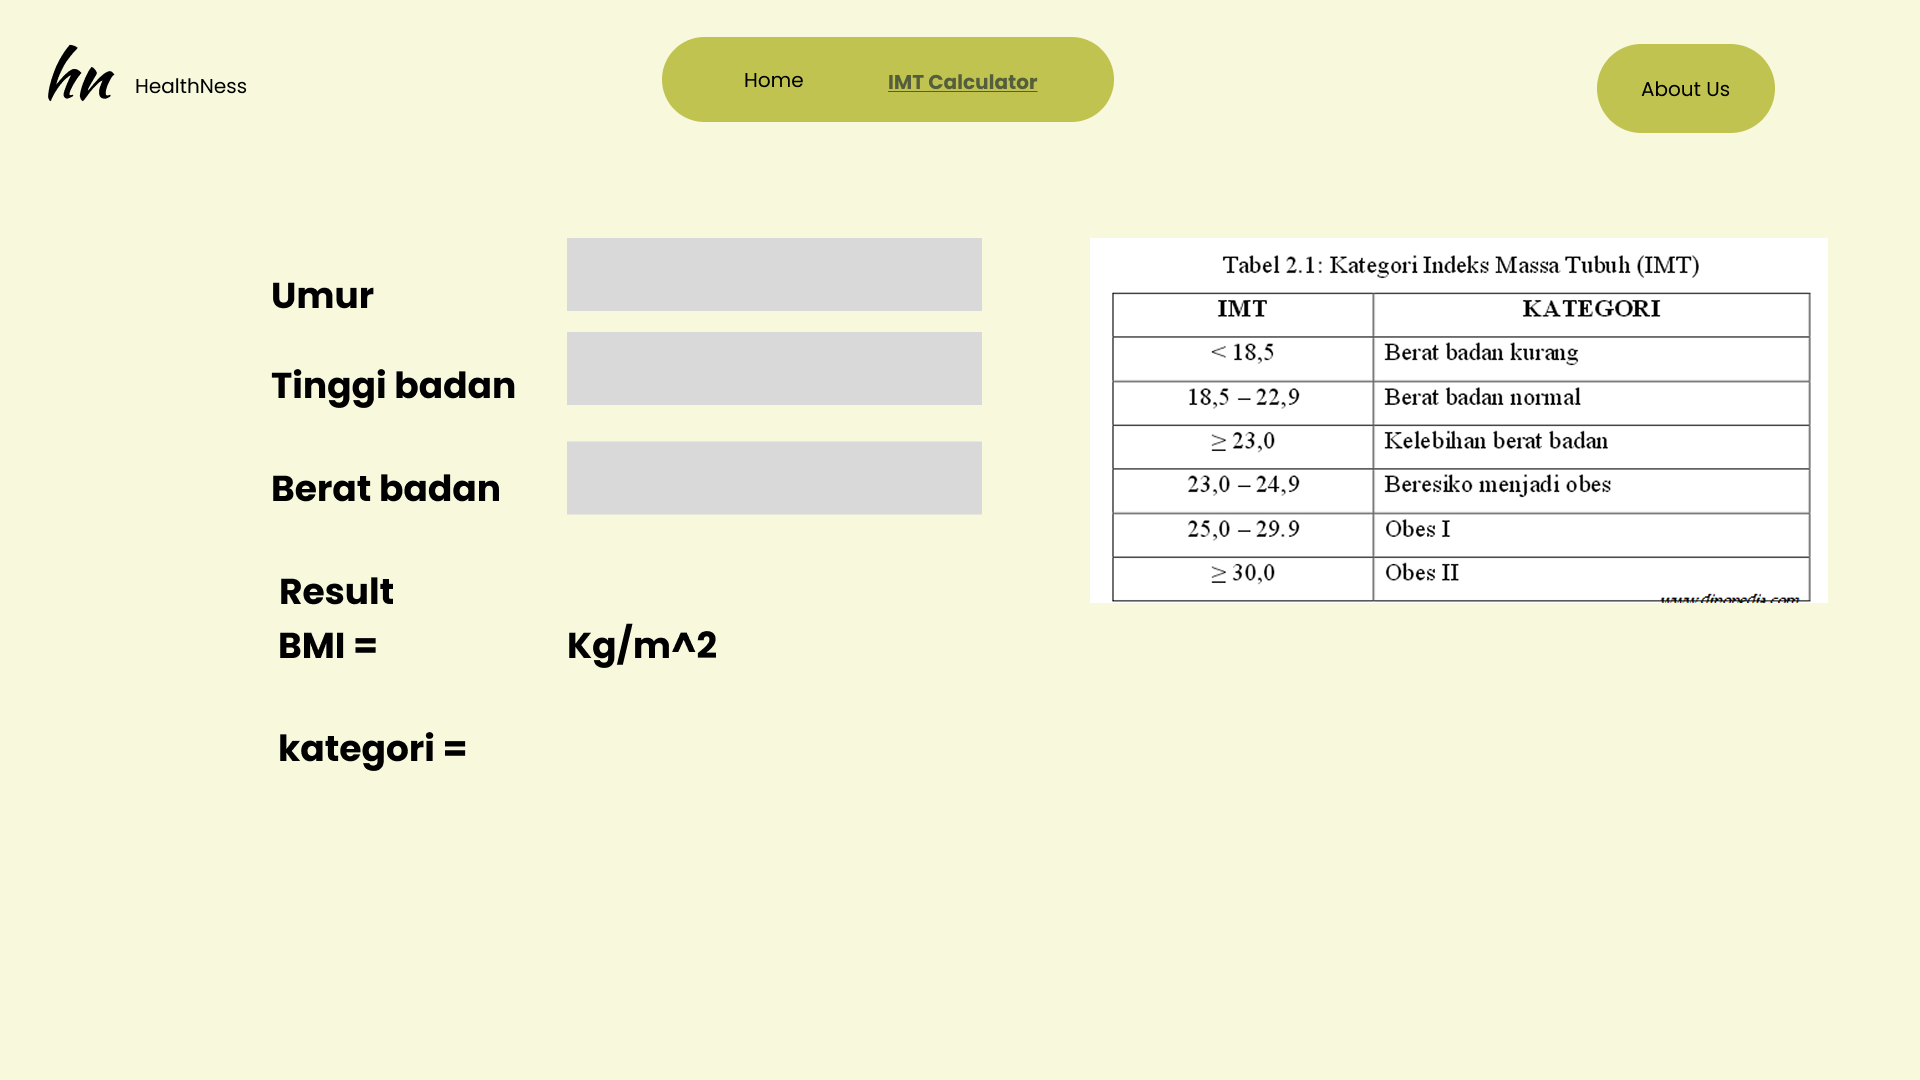 hn HealthNess
Home
IMT Calculator
About Us
Umur
Tinggi badan
Berat badan
Result
BMI = Kg/m^2
kategori =
Tabel 2.1: Kategori Indeks Massa Tubuh (IMT)
IMT KATEGORI
< 18,5 Berat badan kurang
18,5 – 22,9 Berat badan normal
≥ 23,0 Kelebihan berat badan
23,0 – 24,9 Beresiko menjadi obes
25,0 – 29.9 Obes I
≥ 30,0 Obes II
www.dinopedia.com